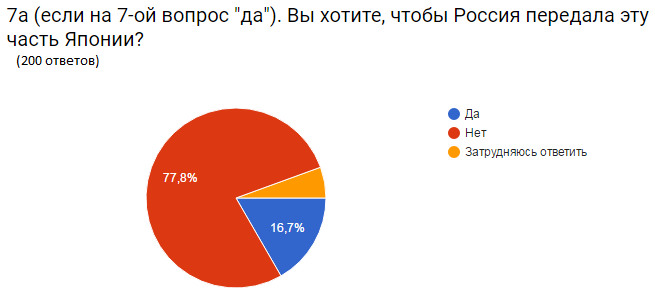 7а (если на 7-ой вопрос "да"). Вы хотите, чтобы Россия передала эту
часть Японии?
(200 ответов)
Да
Нет
Затрудняюсь ответить
77,8%
16,7%